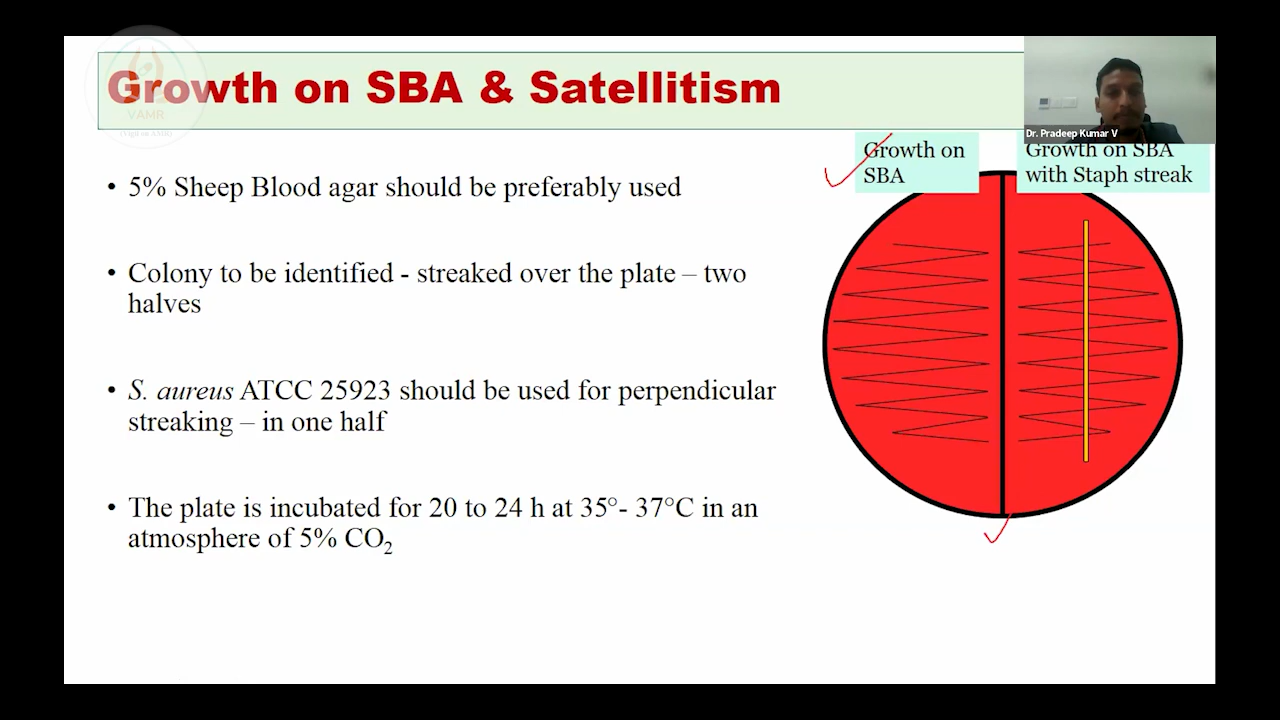 Growth on SBA & Satellitism
VAMR
Dr. Pradeep Kumar V
• 5% Sheep Blood agar should be preferably used
• Colony to be identified - streaked over the plate – two
halves
• S. aureus ATCC 25923 should be used for perpendicular
streaking – in one half
• The plate is incubated for 20 to 24 h at 35°- 37°C in an
atmosphere of 5% CO2
Growth on
SBA
Growth on SBA
with Staph streak